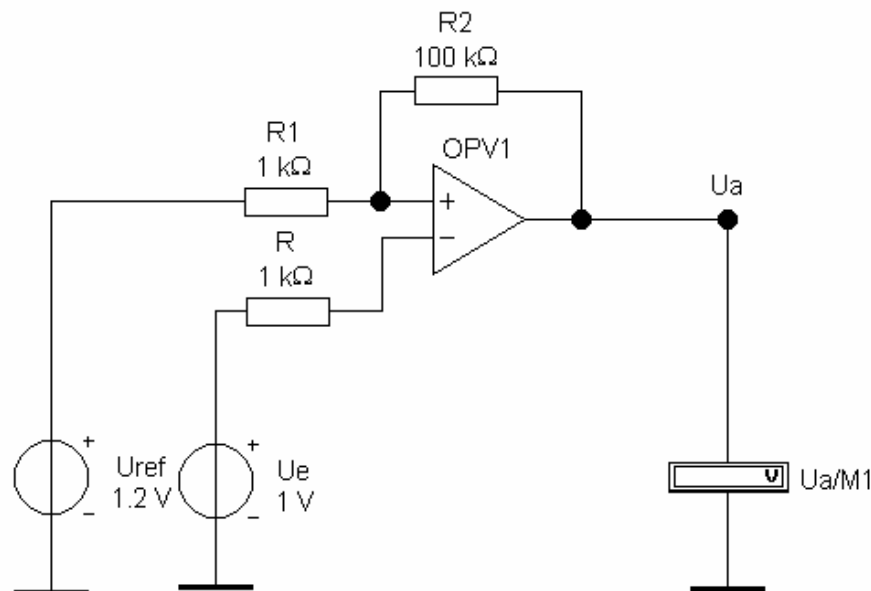 R2
100 kΩ
R1
1 kΩ
OPV1
Ua
+
−
R
1 kΩ
+
Uref
1.2 V
−
+
Ue
1 V
−
V
Ua/M1